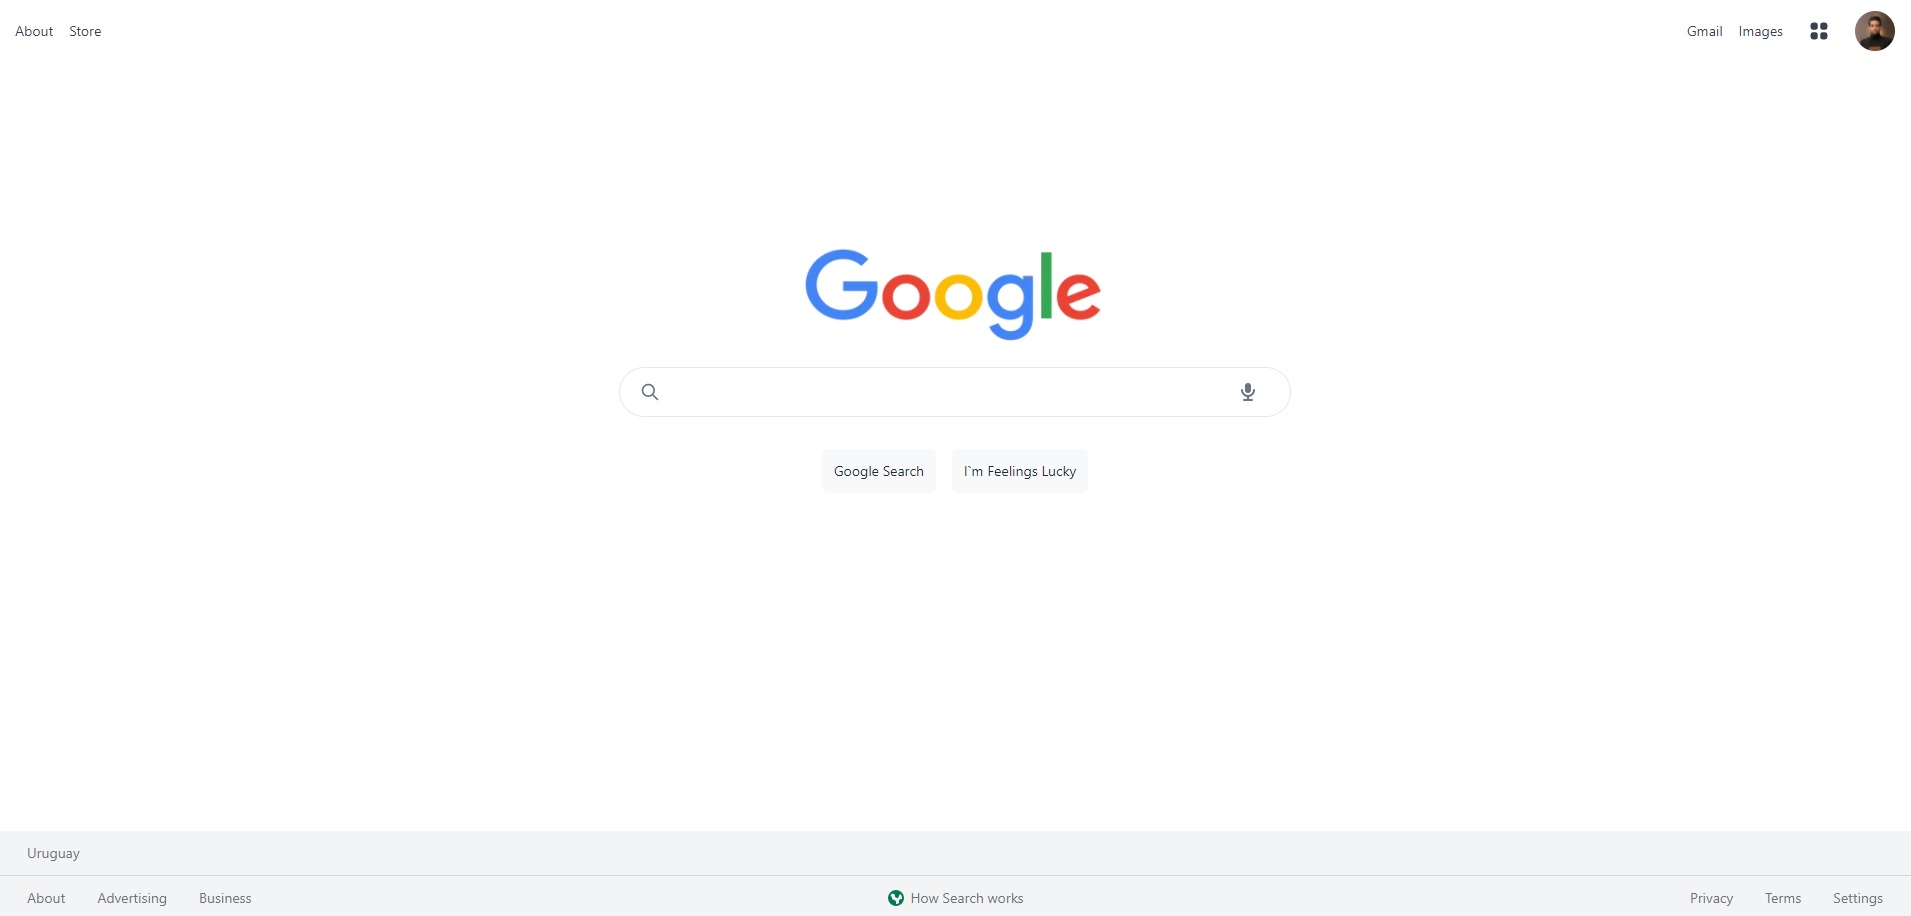 About Store Gmail Images
Google
Google Search I`m Feelings Lucky
Uruguay
About Advertising Business How Search works Privacy Terms Settings